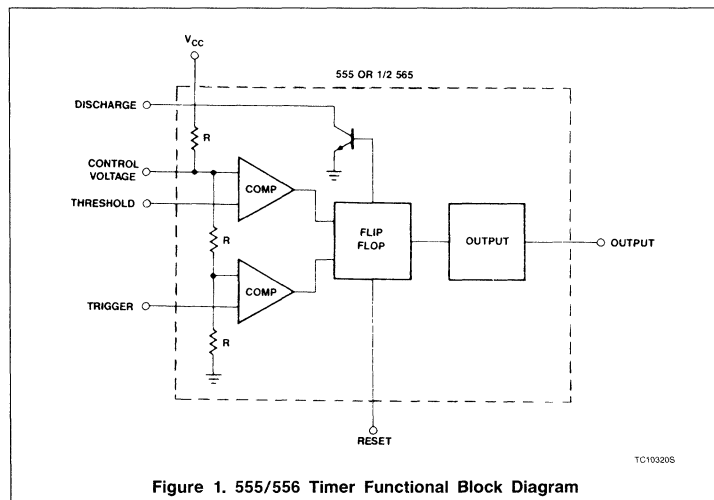 VCC
555 OR 1/2 565
DISCHARGE
R
CONTROL
VOLTAGE
COMP
THRESHOLD
FLIP
FLOP
OUTPUT
OUTPUT
R
COMP
TRIGGER
R
RESET
TC10320S
Figure 1. 555/556 Timer Functional Block Diagram